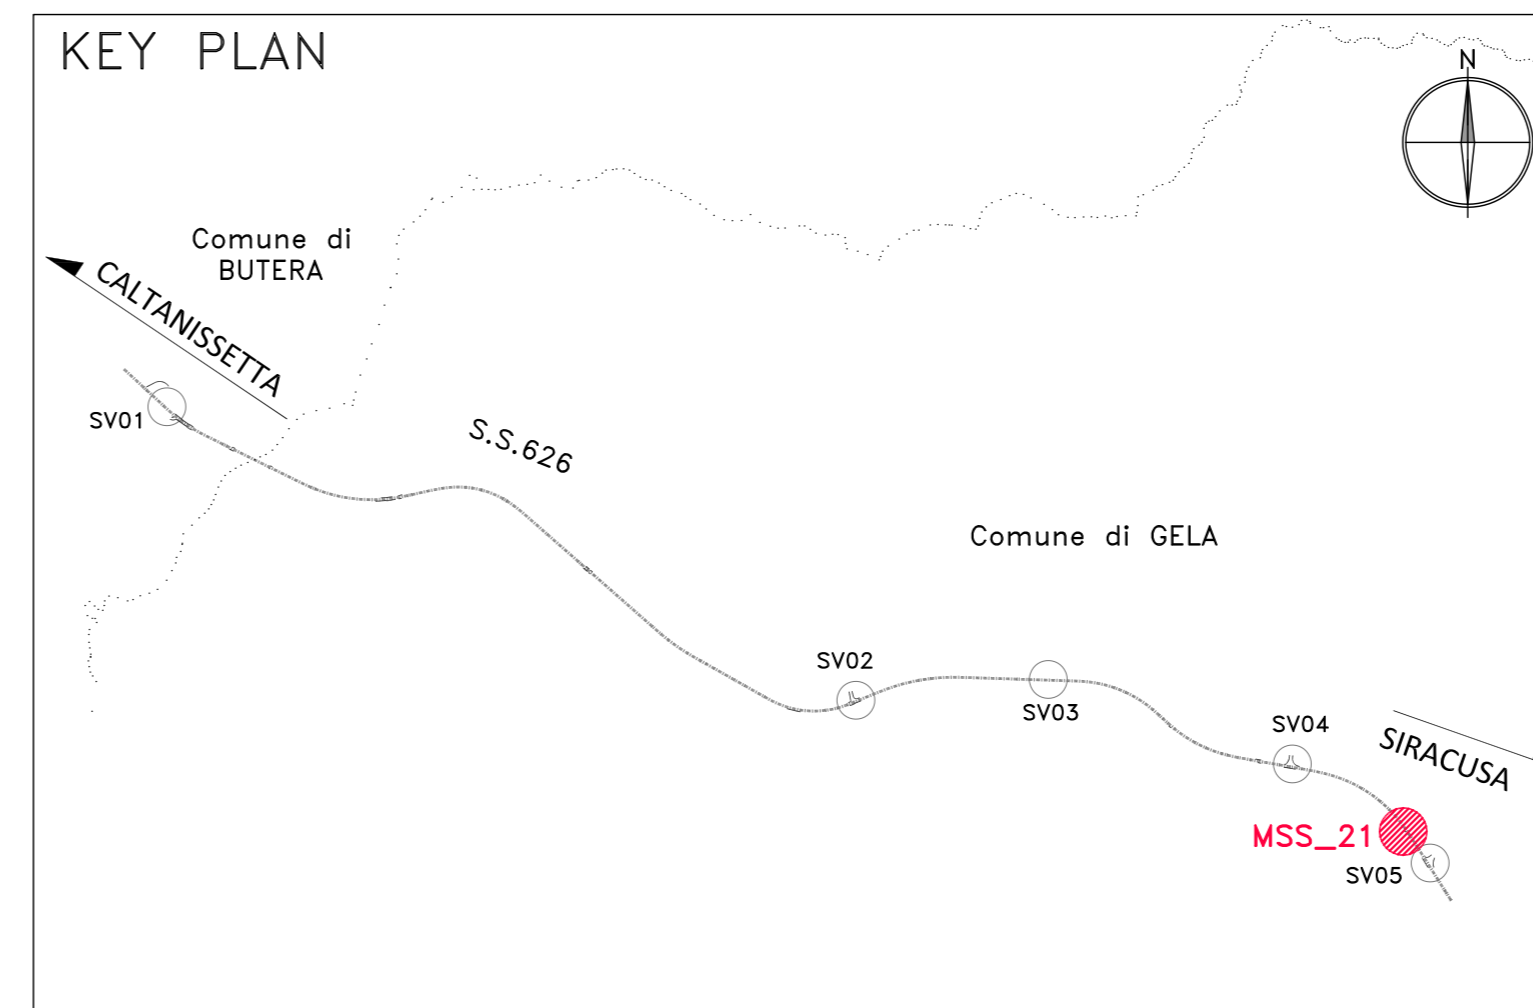 KEY PLAN
N
Comune di
BUTERA
CALTANISSETTA
SV01
S.S.626
Comune di GELA
SV02
SV03
SV04
SIRACUSA
MSS_21
SV05